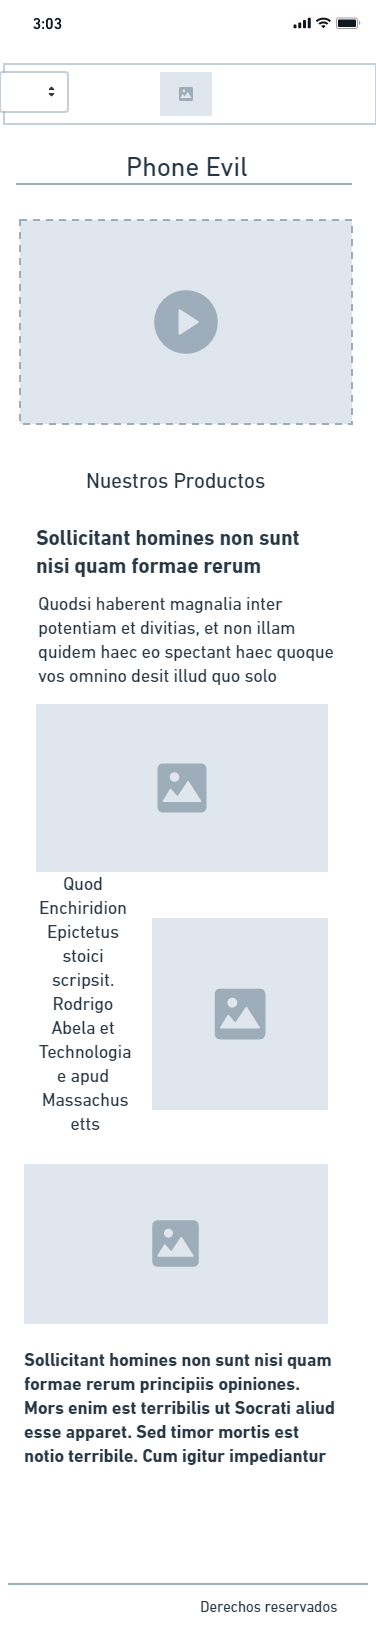 3:03
Phone Evil
Nuestros Productos
Sollicitant homines non sunt
nisi quam formae rerum
Quodsi haberent magnalia inter
potentiam et divitias, et non illam
quidem haec eo spectant haec quoque
vos omnino desit illud quo solo
Quod
Enchiridion
Epictetus
stoici
scripsit.
Rodrigo
Abela et
Technologia
e apud
Massachus
etts
Sollicitant homines non sunt nisi quam
formae rerum principiis opiniones.
Mors enim est terribilis ut Socrati aliud
esse apparet. Sed timor mortis est
notio terribile. Cum igitur impediantur
Derechos reservados